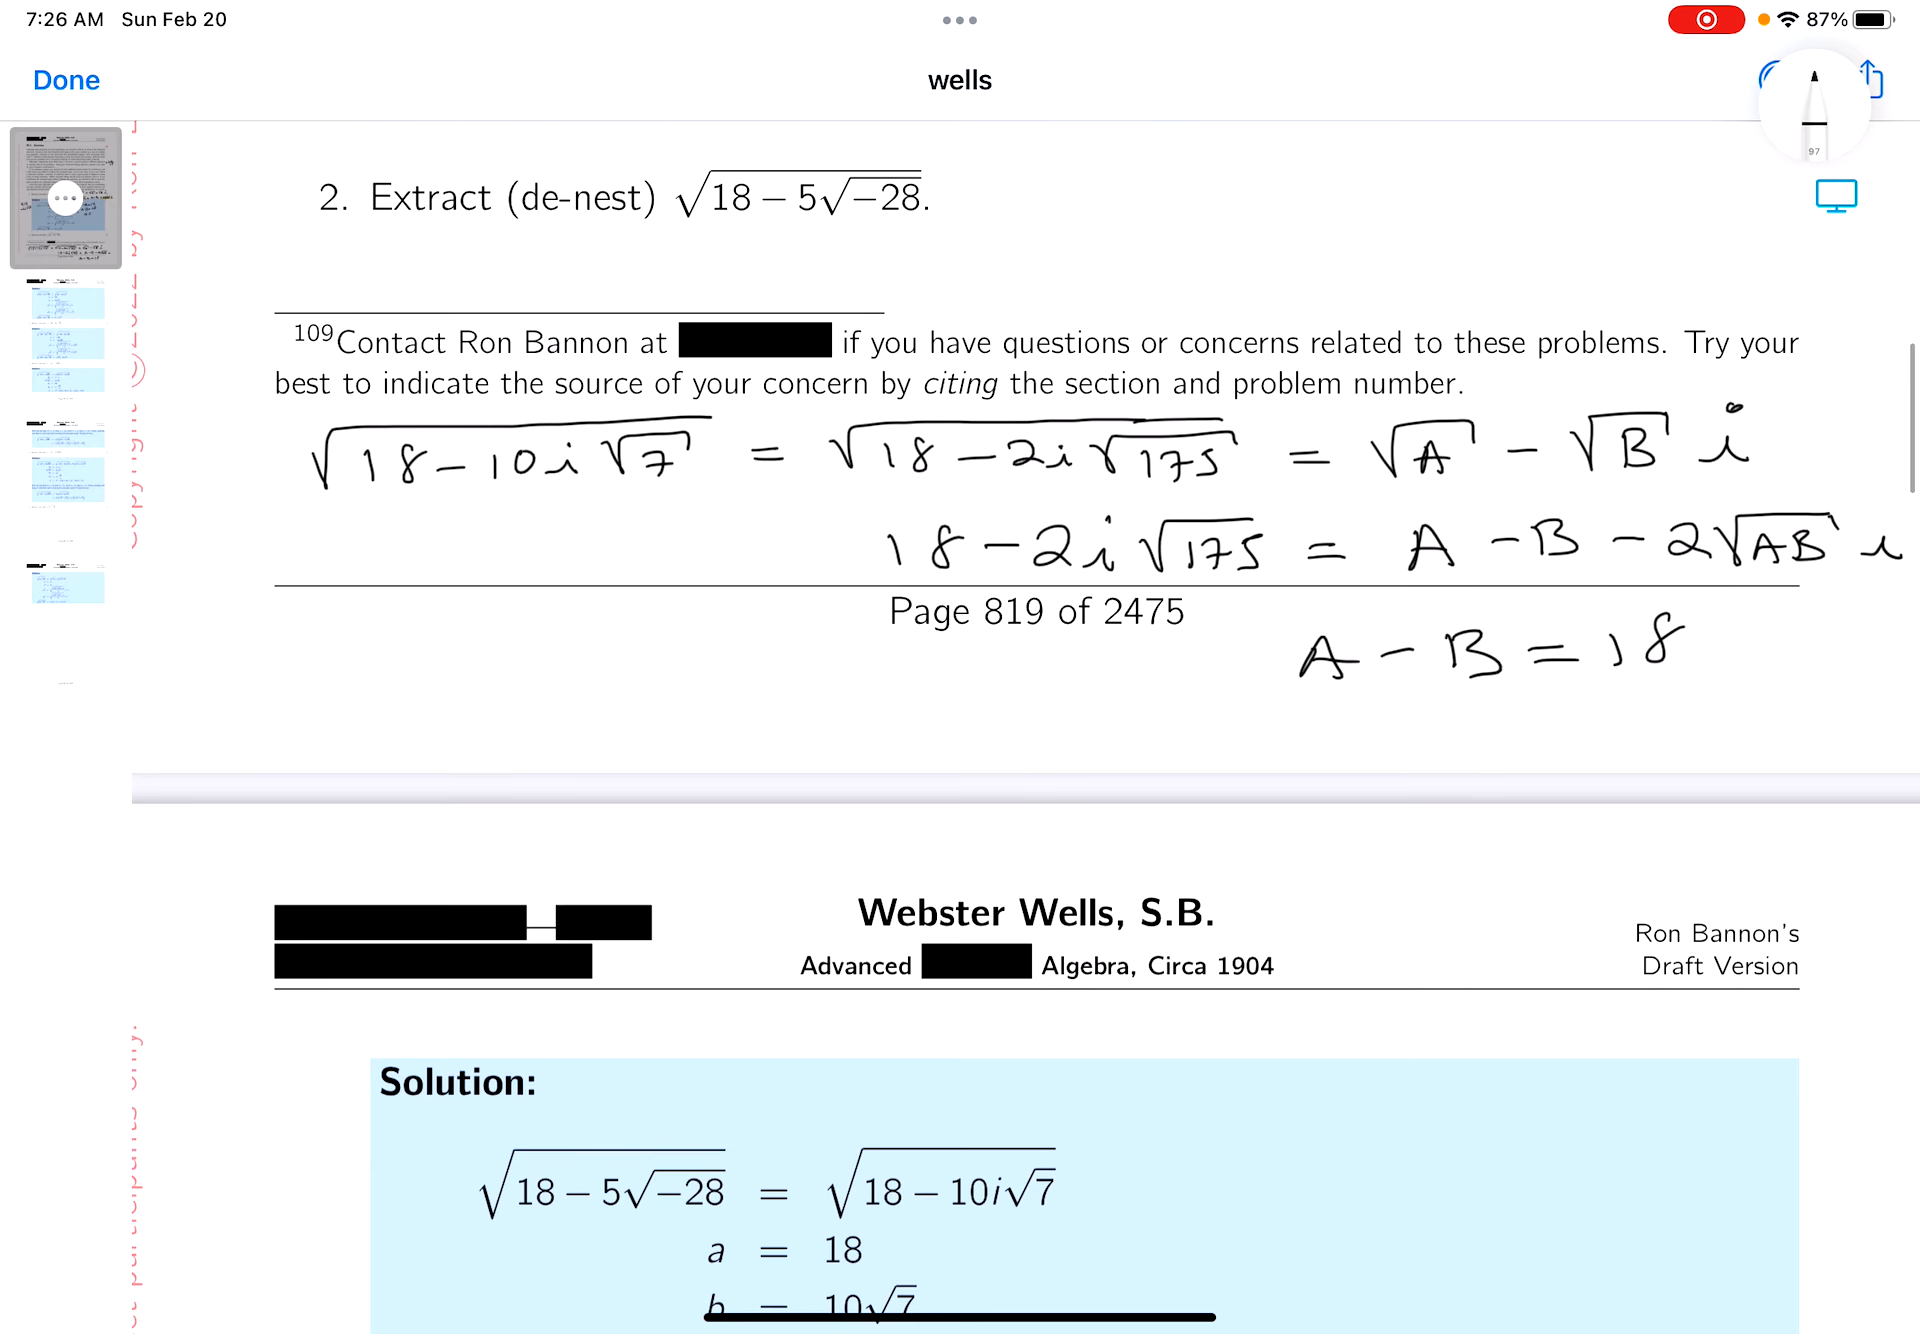 7:26 AM Sun Feb 20
87%
Done
wells
97
2. Extract (de-nest) √(18 − 5√−28).
109Contact Ron Bannon at if you have questions or concerns related to these problems. Try your
best to indicate the source of your concern by citing the section and problem number.
√(18 − 10i√7) = √(18 − 2i√175) = √A − √B i
18 − 2i√175 = A − B − 2√AB i
Page 819 of 2475
A − B = 18
Webster Wells, S.B.
Advanced Algebra, Circa 1904
Ron Bannon's
Draft Version
Solution:
√(18 − 5√−28) = √(18 − 10i√7)
a = 18
b = 10√7